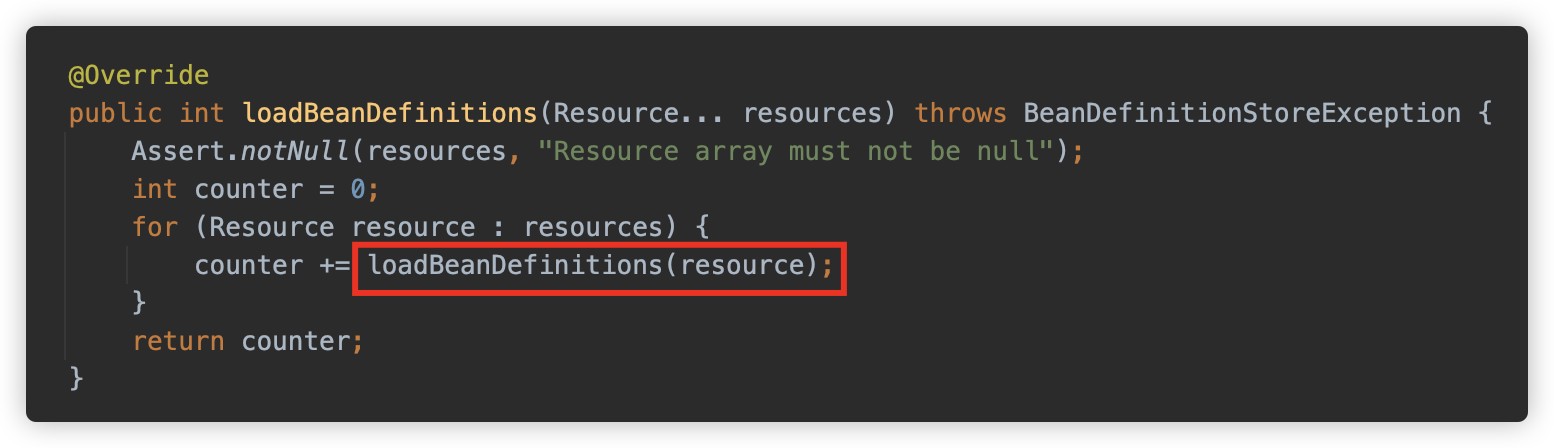 @Override
public int loadBeanDefinitions(Resource... resources) throws BeanDefinitionStoreException {
Assert.notNull(resources, "Resource array must not be null");
int counter = 0;
for (Resource resource : resources) {
counter += loadBeanDefinitions(resource);
}
return counter;
}